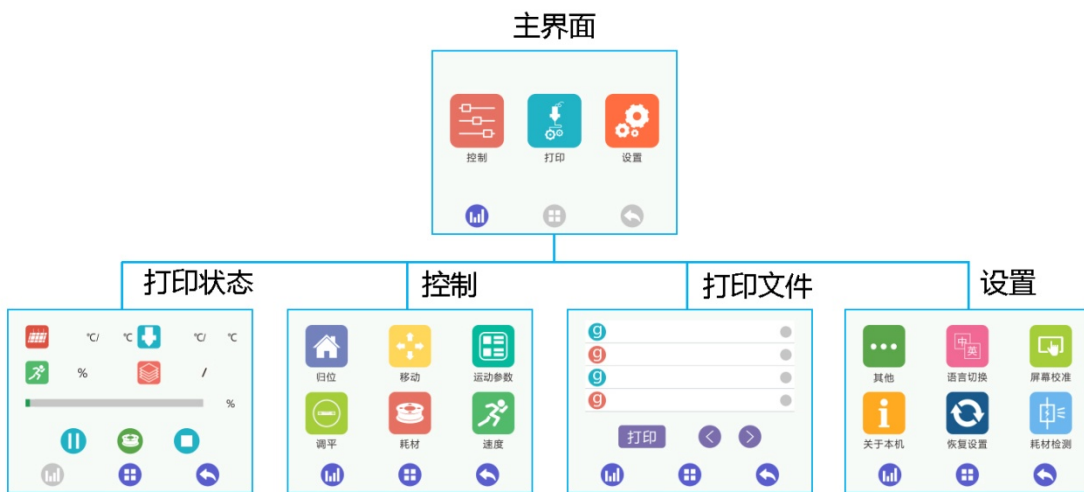 主界面
控制 打印 设置
打印状态 控制 打印文件 设置
℃/ ℃ ℃/ ℃
% /
%
归位 移动 运动参数
调平 耗材 速度
g
g
g
g
打印
中 英
其他 语言切换 屏幕校准
i
关于本机 恢复设置 耗材检测